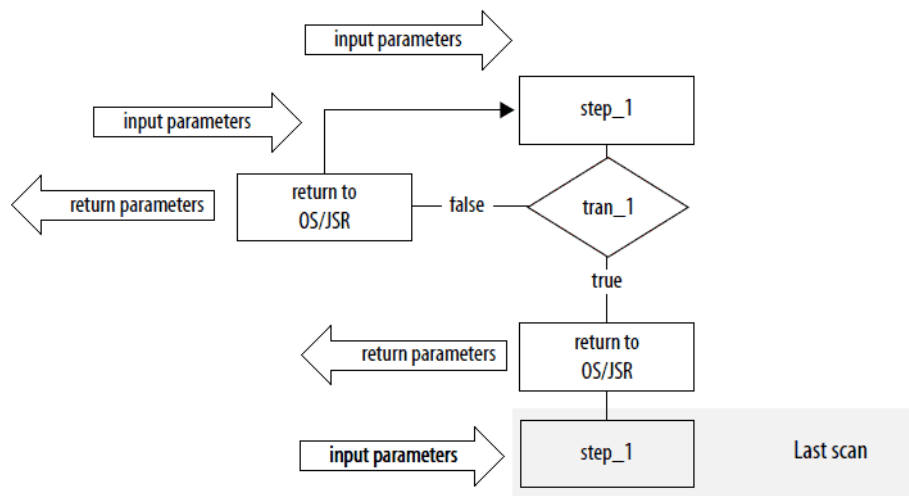 input parameters
step_1
input parameters
return parameters
return to
OS/JSR
false
tran_1
true
return parameters
return to
OS/JSR
input parameters
step_1
Last scan